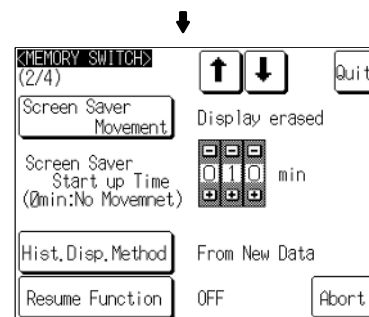 <MEMORY SWITCH>
(2/4)
Quit
Screen Saver
Movement
Display erased
Screen Saver
Start up Time
(0min:No Movemnet)
010 min
Hist.Disp.Method
From New Data
Resume Function
OFF
Abort